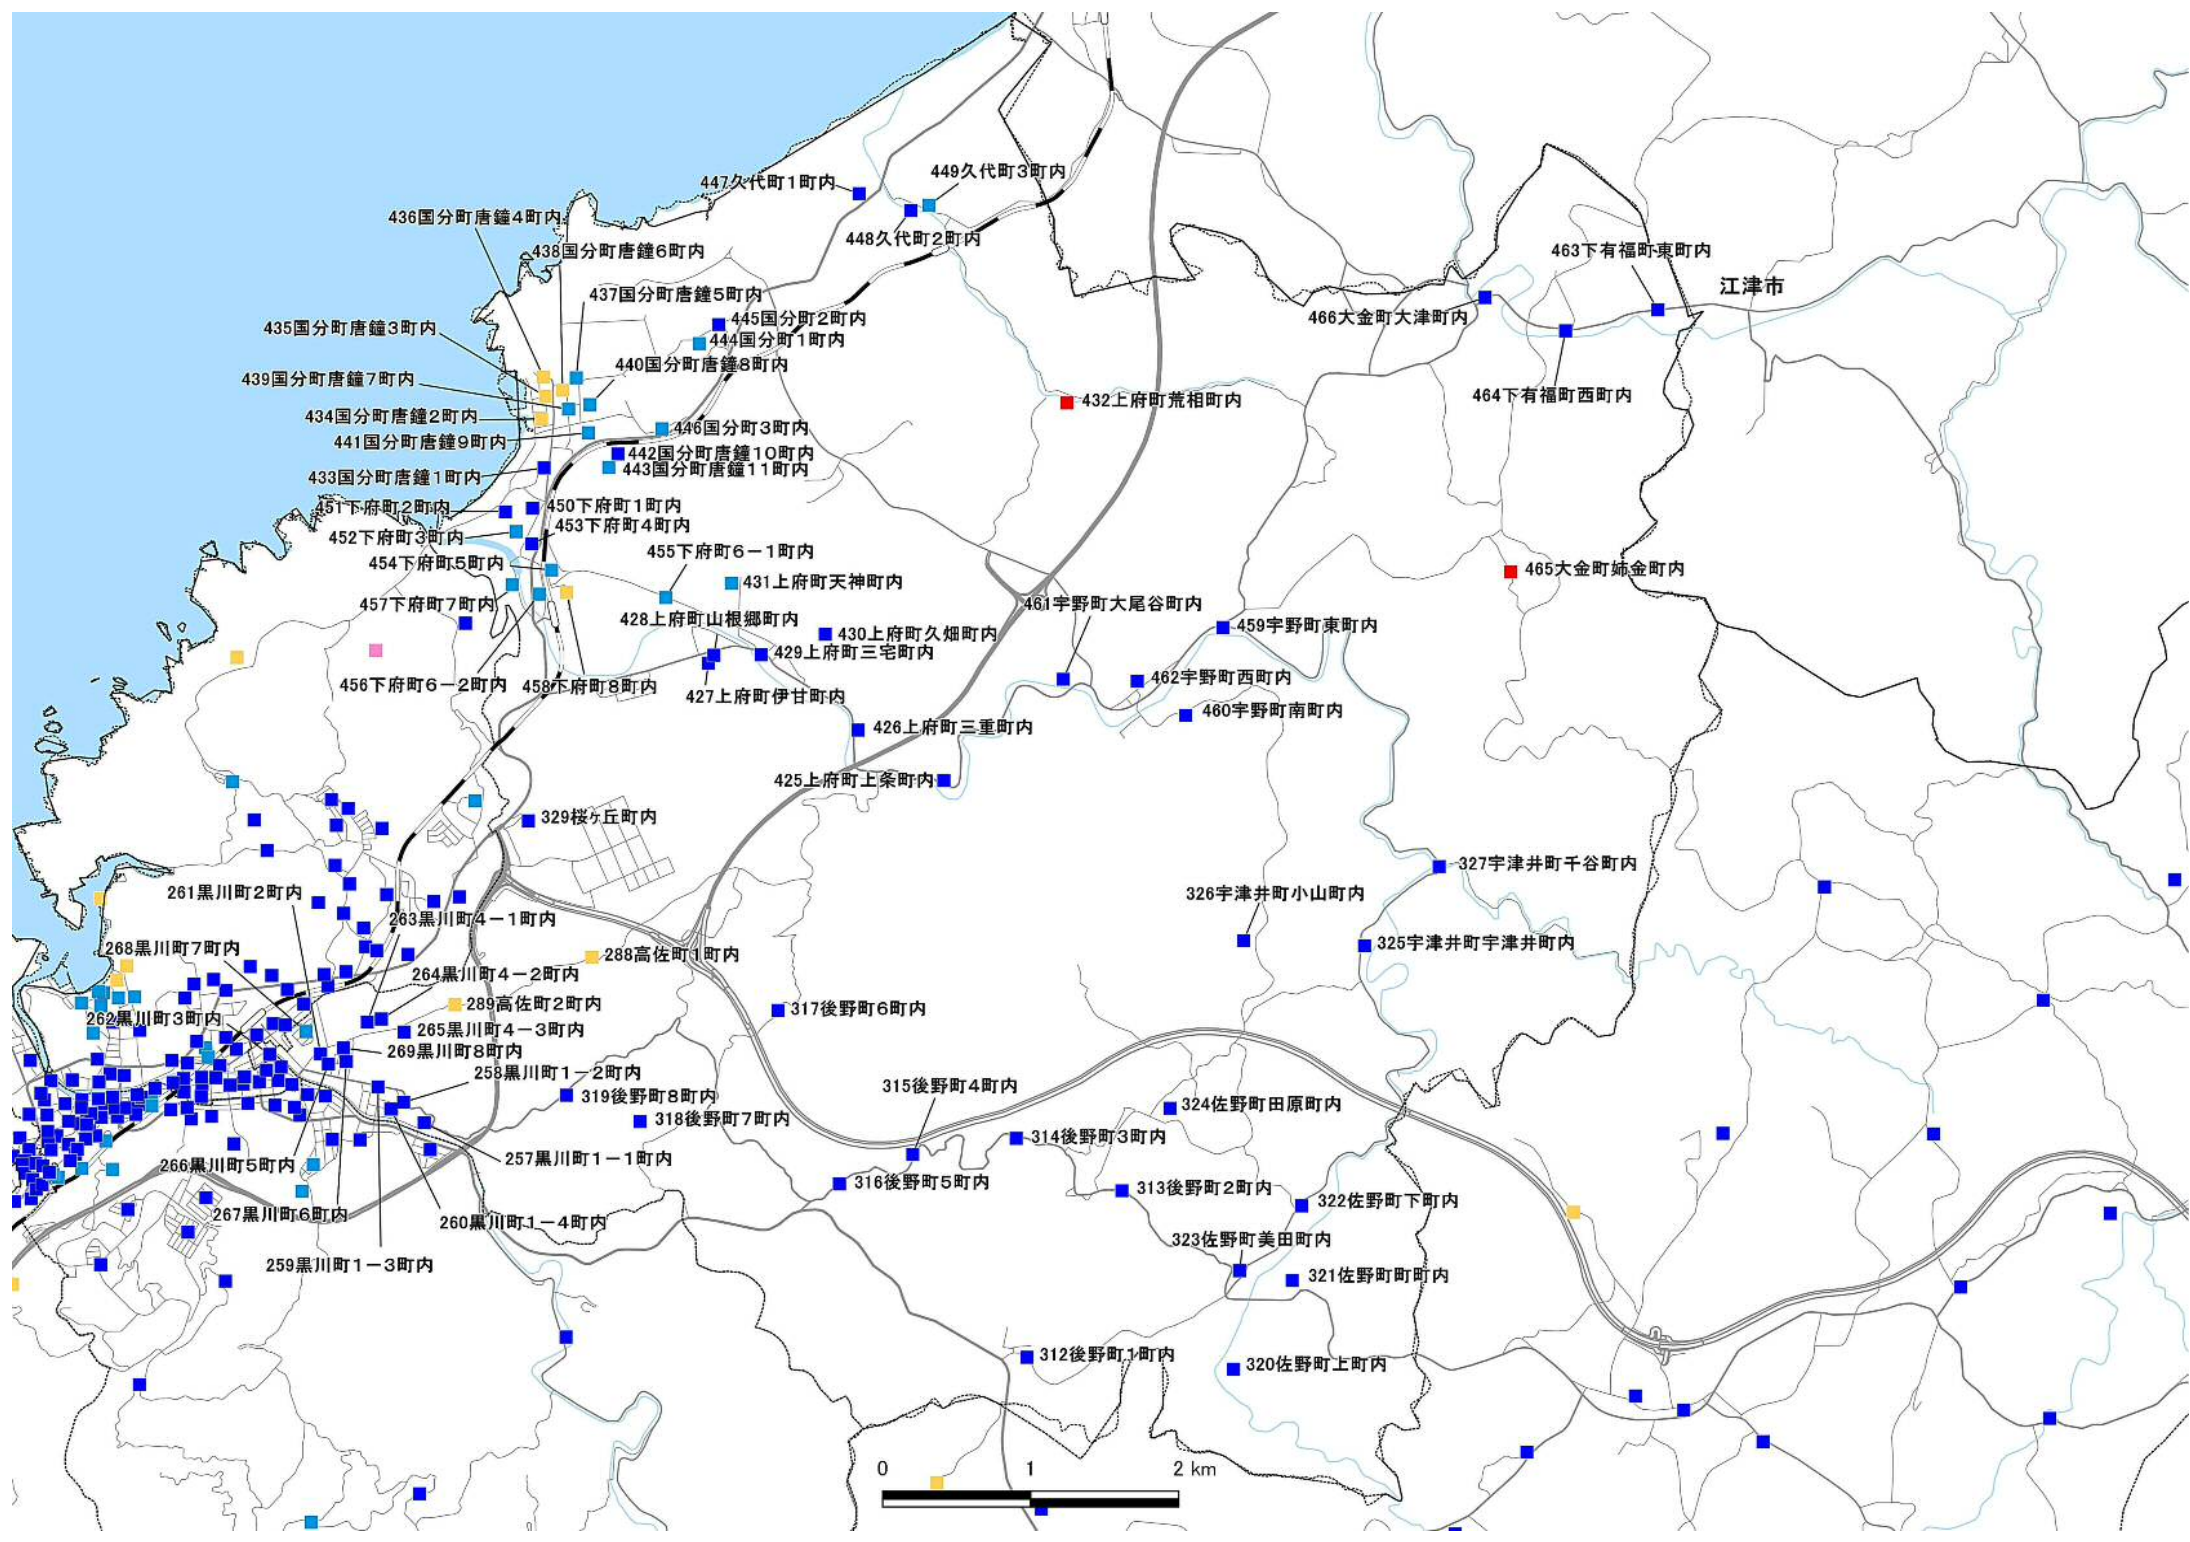 447久代町1町内
449久代町3町内
436国分町唐鐘4町内
448久代町2町内
438国分町唐鐘6町内
463下有福町東町内
江津市
437国分町唐鐘5町内
445国分町2町内
466大金町大津町内
435国分町唐鐘3町内
444国分町1町内
440国分町唐鐘8町内
439国分町唐鐘7町内
464下有福町西町内
432上府町荒相町内
434国分町唐鐘2町内
446国分町3町内
441国分町唐鐘9町内
442国分町唐鐘10町内
443国分町唐鐘11町内
433国分町唐鐘1町内
451下府町2町内
450下府町1町内
453下府町4町内
452下府町3町内
455下府町6－1町内
454下府町5町内
465大金町姉金町内
431上府町天神町内
457下府町7町内
461宇野町大尾谷町内
428上府町山根郷町内
430上府町久畑町内
459宇野町東町内
429上府町三宅町内
456下府町6－2町内
458下府町8町内
462宇野町西町内
427上府町伊甘町内
460宇野町南町内
426上府町三重町内
425上府町上条町内
329桜ヶ丘町内
327宇津井町千谷町内
261黒川町2町内
326宇津井町小山町内
263黒川町4－1町内
268黒川町7町内
325宇津井町宇津井町内
288高佐町1町内
264黒川町4－2町内
289高佐町2町内
317後野町6町内
262黒川町3町内
265黒川町4－3町内
269黒川町8町内
258黒川町1－2町内
315後野町4町内
319後野町8町内
324佐野町田原町内
318後野町7町内
314後野町3町内
257黒川町1－1町内
266黒川町5町内
316後野町5町内
313後野町2町内
322佐野町下町内
267黒川町6町内
260黒川町1－4町内
323佐野町美田町内
259黒川町1－3町内
321佐野町町町内
312後野町1町内
320佐野町上町内
0 1 2 km